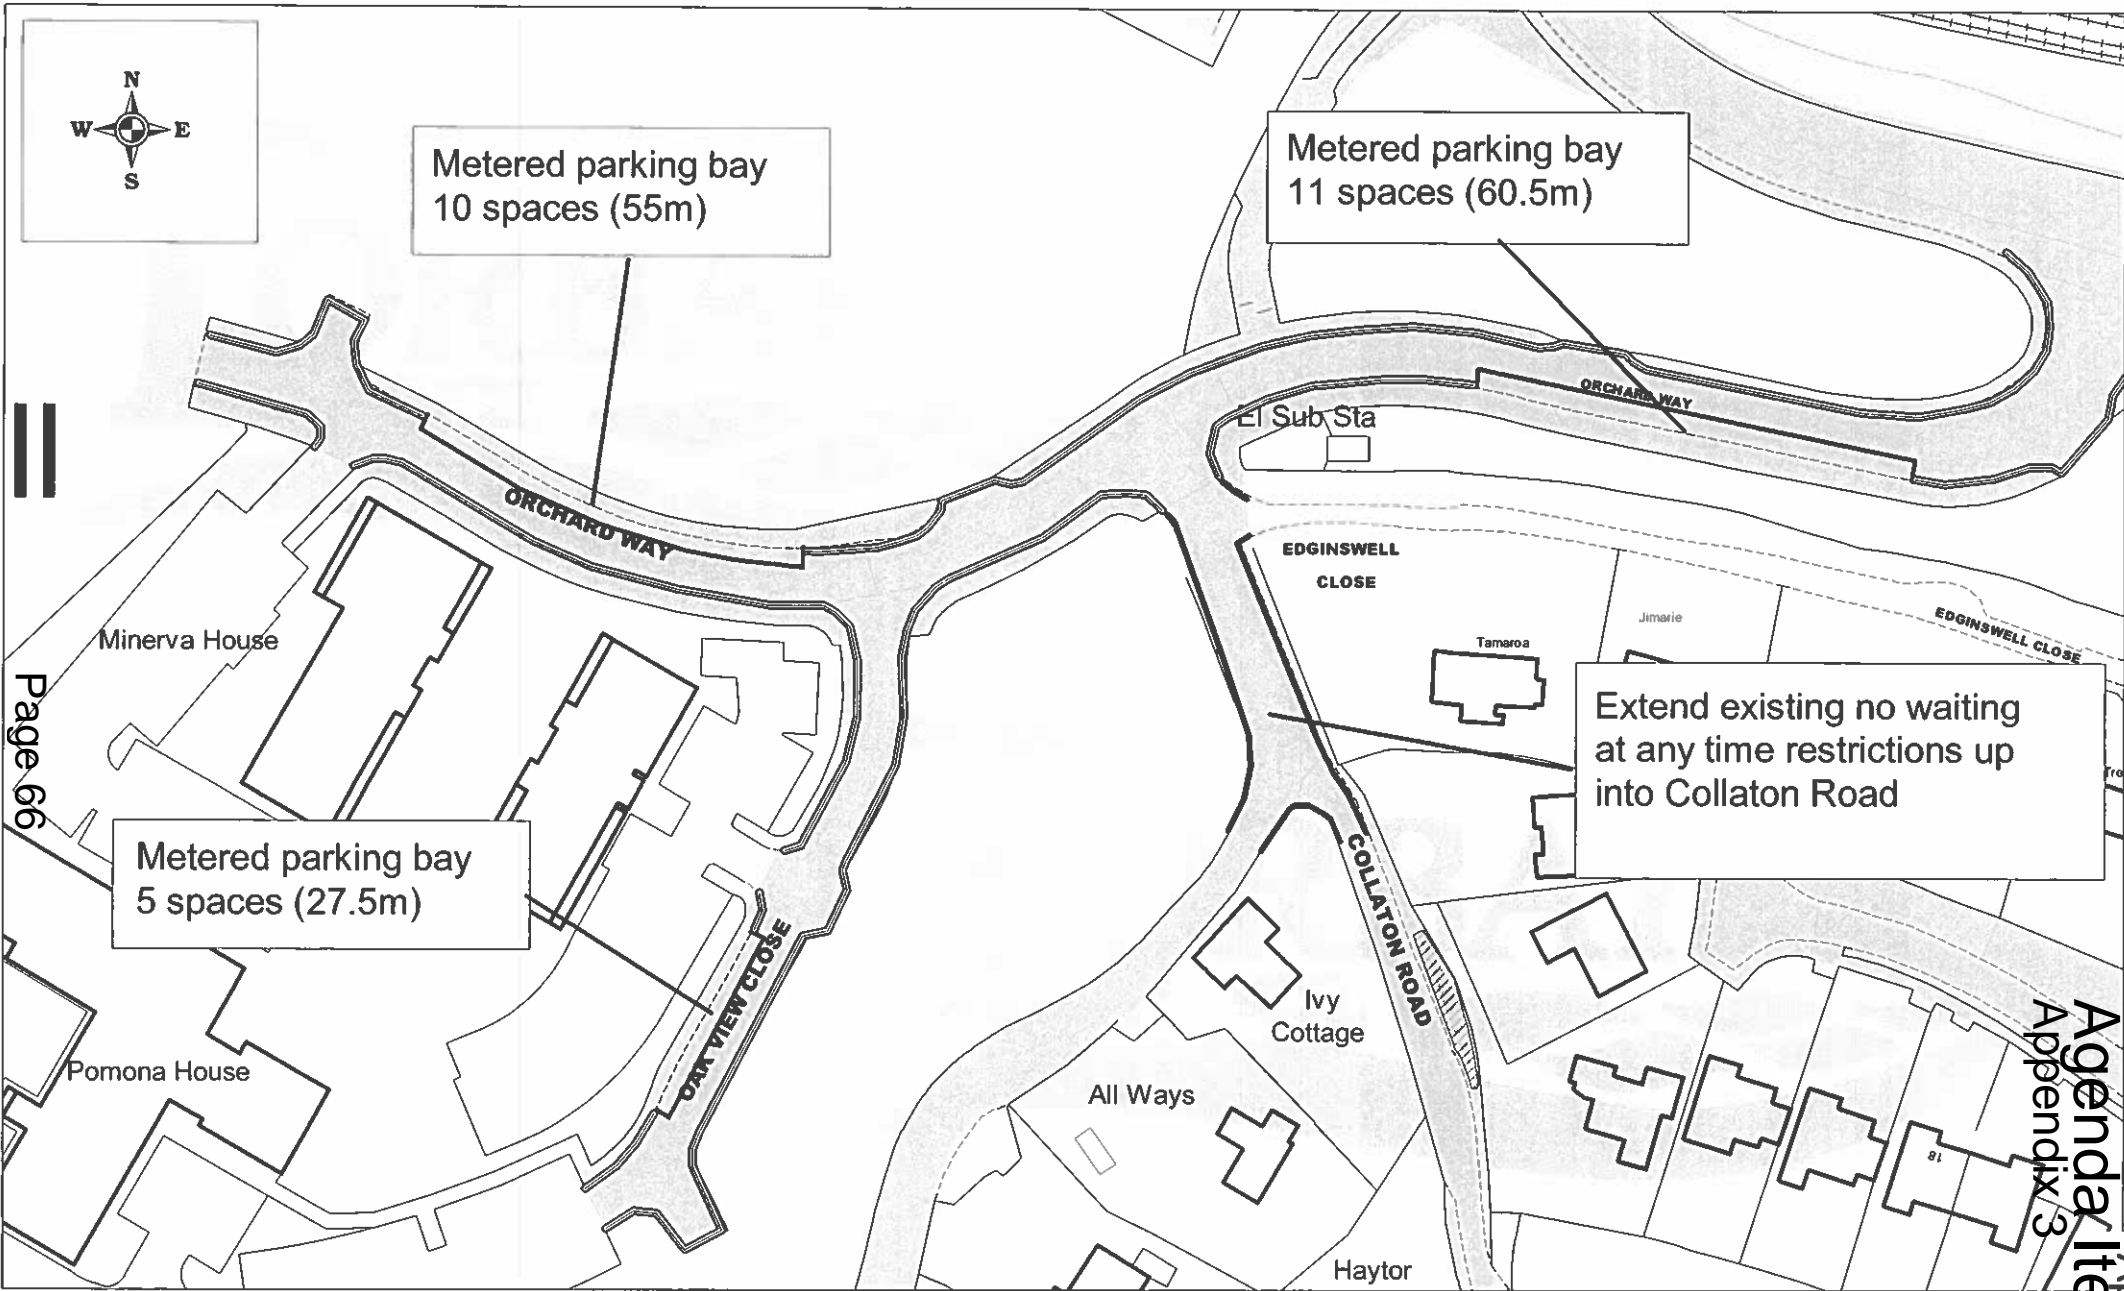 N
W E
S
Metered parking bay
10 spaces (55m)
Metered parking bay
11 spaces (60.5m)
ORCHARD WAY
El Sub Sta
ORCHARD WAY
EDGINSWELL
CLOSE
Minerva House
Tamaroa
Jimarie
EDGINSWELL CLOSE
Extend existing no waiting
at any time restrictions up
into Collaton Road
Page 66
Metered parking bay
5 spaces (27.5m)
COLLATON ROAD
OAK VIEW CLOSE
Ivy
Cottage
Pomona House
All Ways
18
Haytor
Agenda Ite
Appendix 3